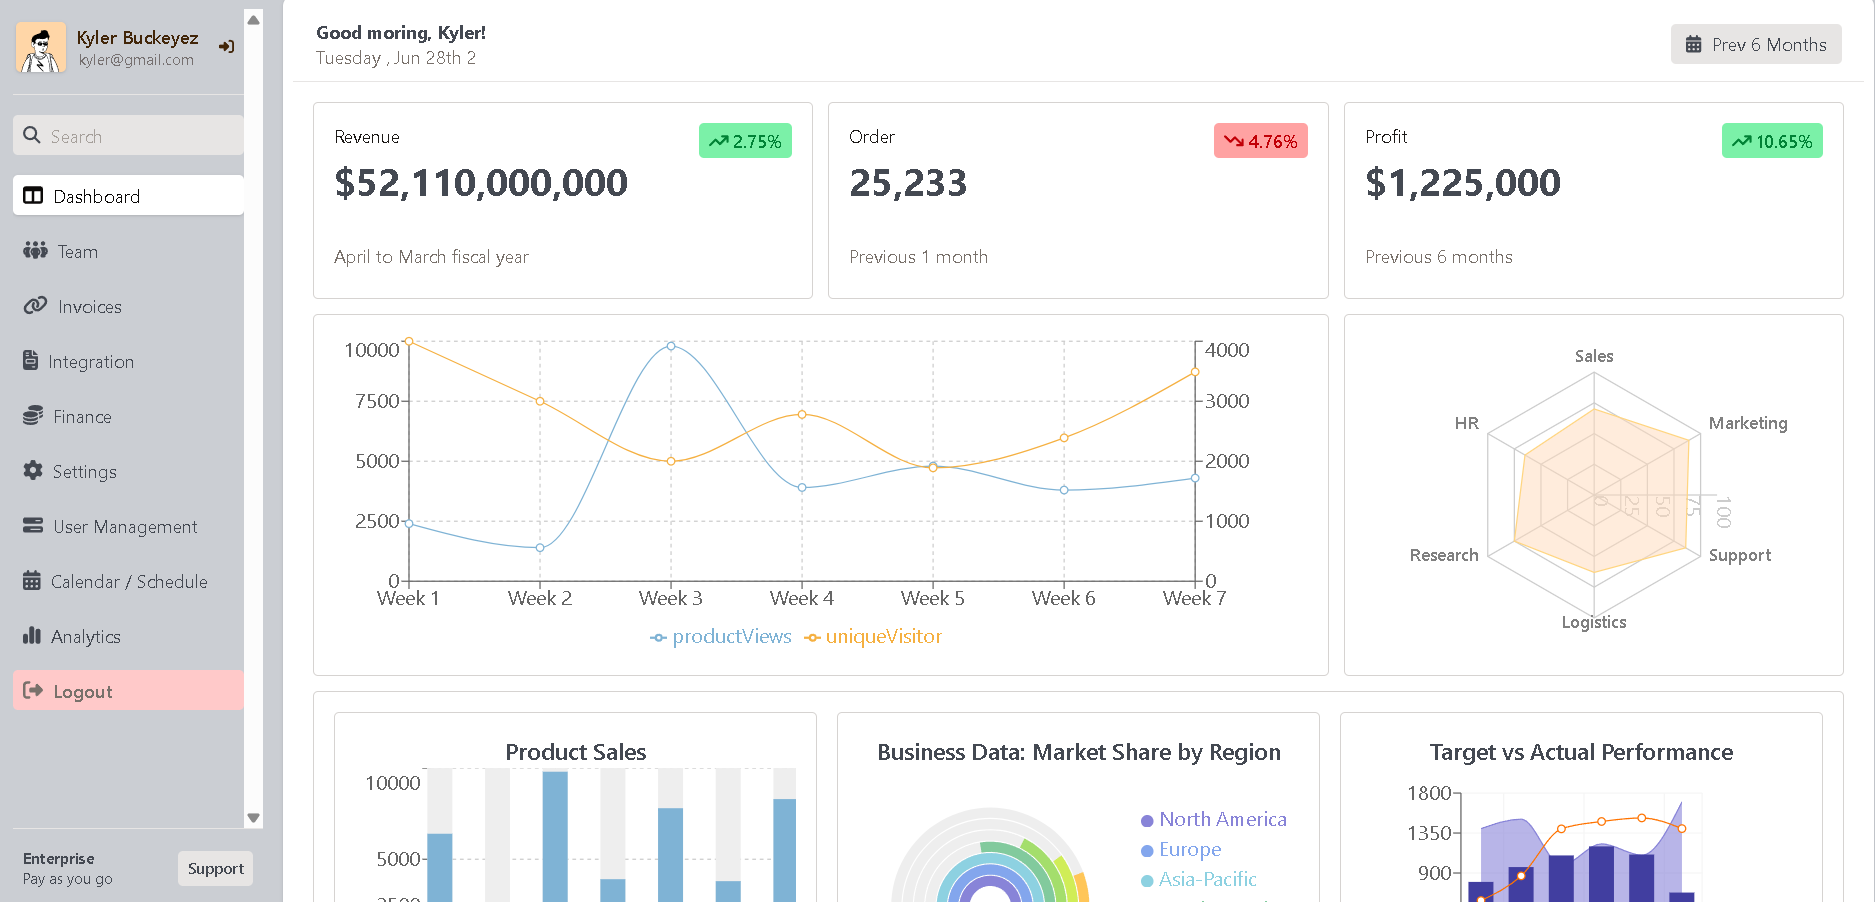 Kyler Buckeyez
kyler@gmail.com
Search
Dashboard
Team
Invoices
Integration
Finance
Settings
User Management
Calendar / Schedule
Analytics
Logout
Enterprise
Pay as you go
Support
Good moring, Kyler!
Tuesday , Jun 28th 2
Prev 6 Months
Revenue
2.75%
$52,110,000,000
April to March fiscal year
Order
4.76%
25,233
Previous 1 month
Profit
10.65%
$1,225,000
Previous 6 months
10000
7500
5000
2500
0
4000
3000
2000
1000
0
Week 1 Week 2 Week 3 Week 4 Week 5 Week 6 Week 7
productViews uniqueVisitor
Sales
Marketing
Support
Logistics
Research
HR
0 25 50 75 100
Product Sales
10000
5000
Business Data: Market Share by Region
North America
Europe
Asia-Pacific
Target vs Actual Performance
1800
1350
900